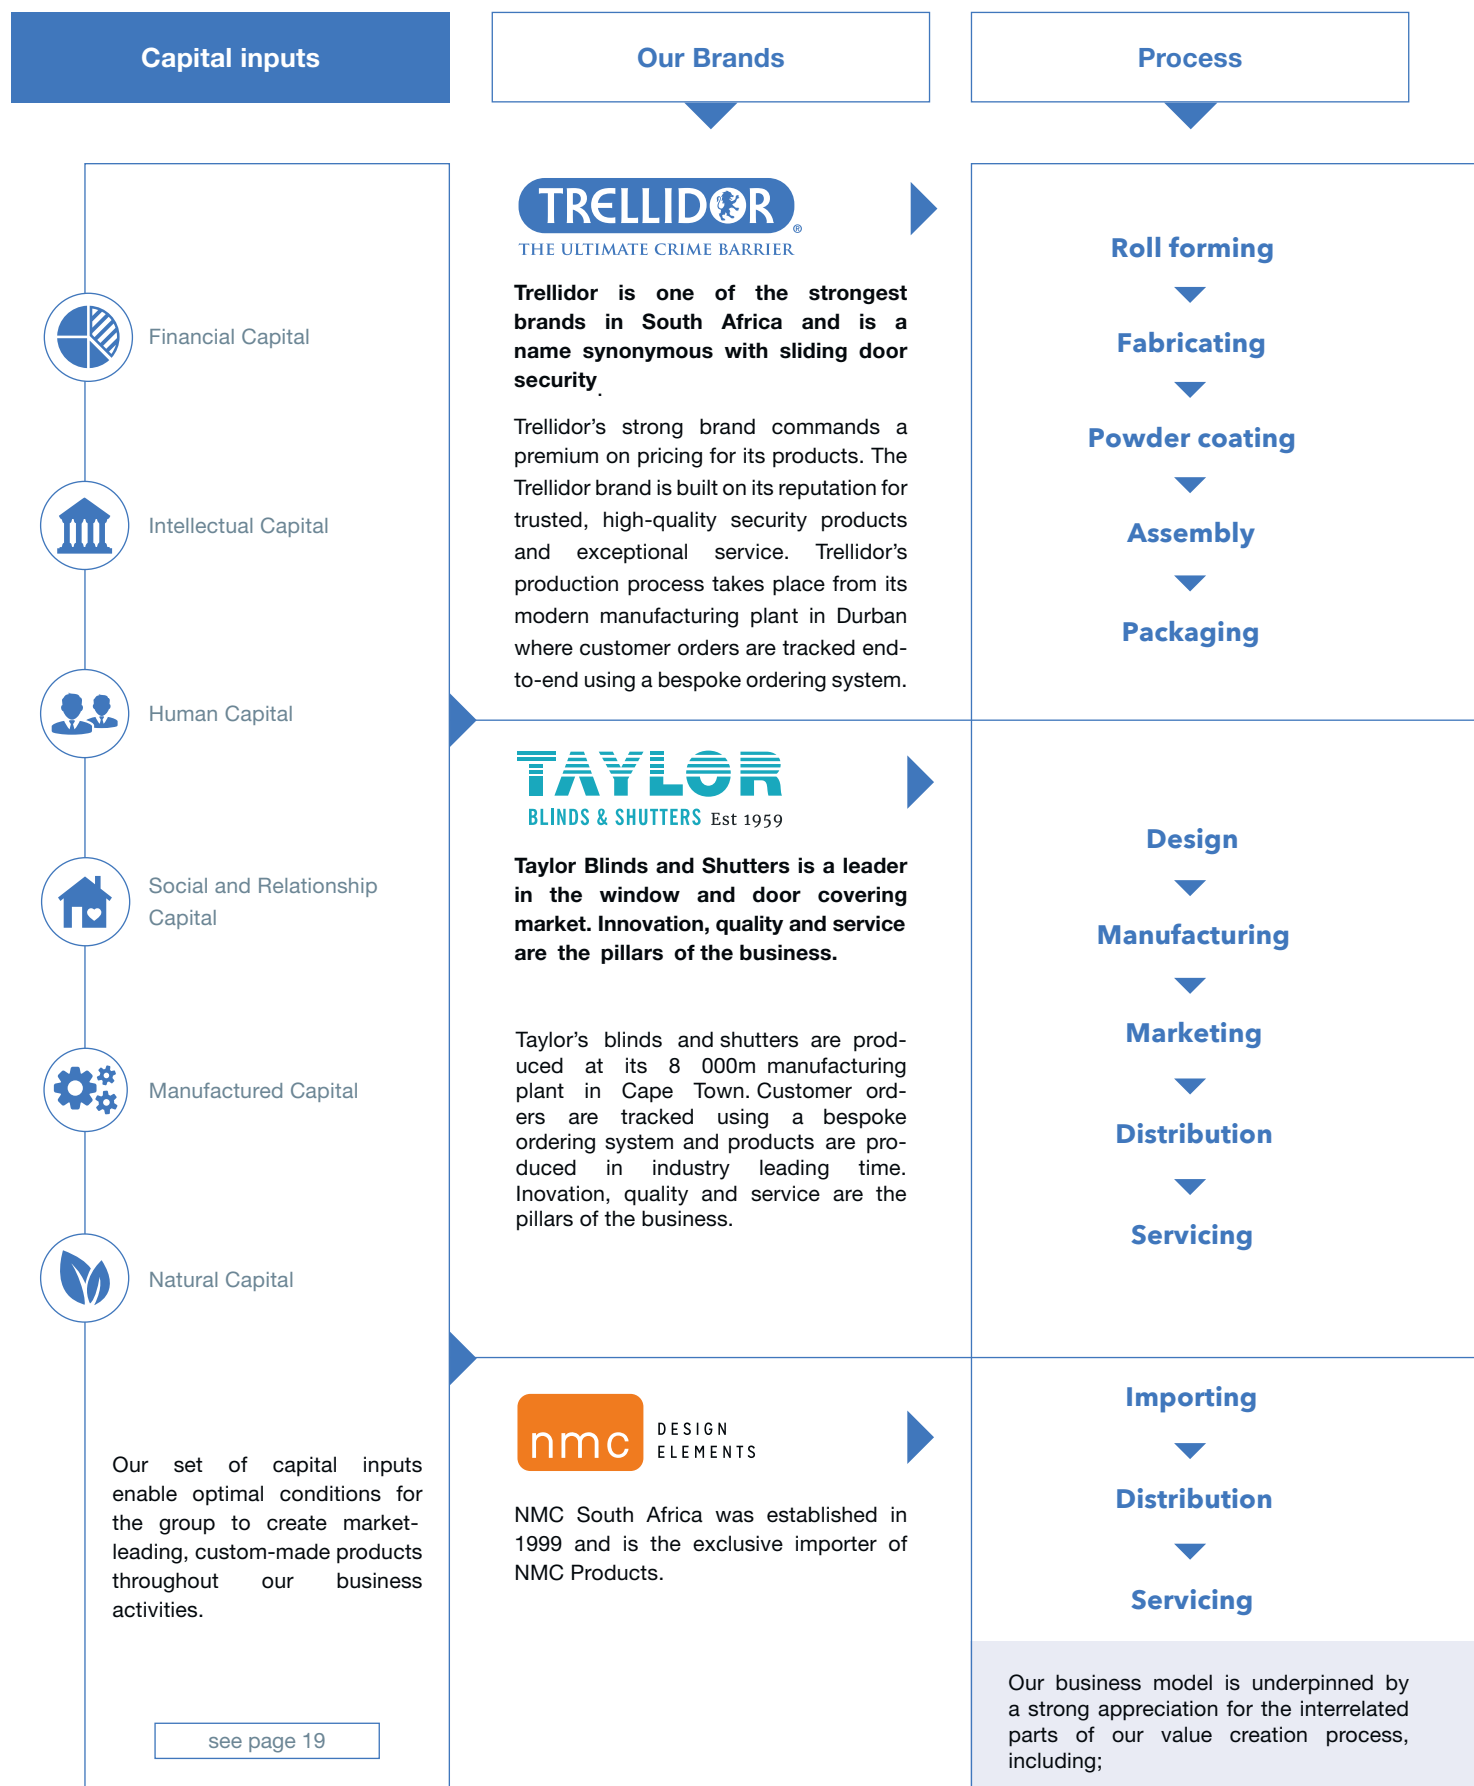 Capital inputs
Financial Capital
Intellectual Capital
Human Capital
Social and Relationship
Capital
Manufactured Capital
Natural Capital
Our set of capital inputs
enable optimal conditions for
the group to create market-
leading, custom-made products
throughout our business
activities.
see page 19
Our Brands
TRELLIDOR
®
THE ULTIMATE CRIME BARRIER
Trellidor is one of the strongest
brands in South Africa and is a
name synonymous with sliding door
security.
Trellidor’s strong brand commands a
premium on pricing for its products. The
Trellidor brand is built on its reputation for
trusted, high-quality security products
and exceptional service. Trellidor’s
production process takes place from its
modern manufacturing plant in Durban
where customer orders are tracked end-
to-end using a bespoke ordering system.
TAYLOR
BLINDS & SHUTTERS Est 1959
Taylor Blinds and Shutters is a leader
in the window and door covering
market. Innovation, quality and service
are the pillars of the business.
Taylor’s blinds and shutters are prod-
uced at its 8 000m manufacturing
plant in Cape Town. Customer ord-
ers are tracked using a bespoke
ordering system and products are pro-
duced in industry leading time.
Inovation, quality and service are the
pillars of the business.
nmc
DESIGN
ELEMENTS
NMC South Africa was established in
1999 and is the exclusive importer of
NMC Products.
Process
Roll forming
Fabricating
Powder coating
Assembly
Packaging
Design
Manufacturing
Marketing
Distribution
Servicing
Importing
Distribution
Servicing
Our business model is underpinned by
a strong appreciation for the interrelated
parts of our value creation process,
including;